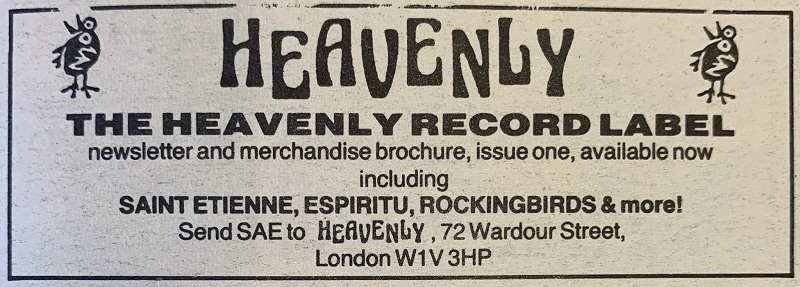 HEAVENLY
THE HEAVENLY RECORD LABEL
newsletter and merchandise brochure, issue one, available now
including
SAINT ETIENNE, ESPIRITU, ROCKINGBIRDS & more!
Send SAE to HEAVENLY, 72 Wardour Street,
London W1V 3HP